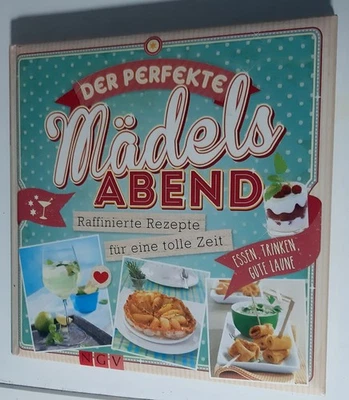 DER PERFEKTE
Mädels
ABEND
Raffinierte Rezepte
für eine tolle Zeit
ESSEN, TRINKEN,
GUTE LAUNE
NGV